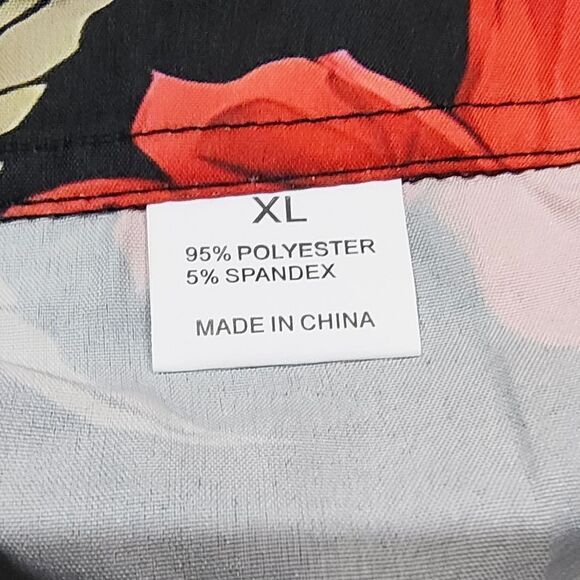 XL
95% POLYESTER
5% SPANDEX
MADE IN CHINA